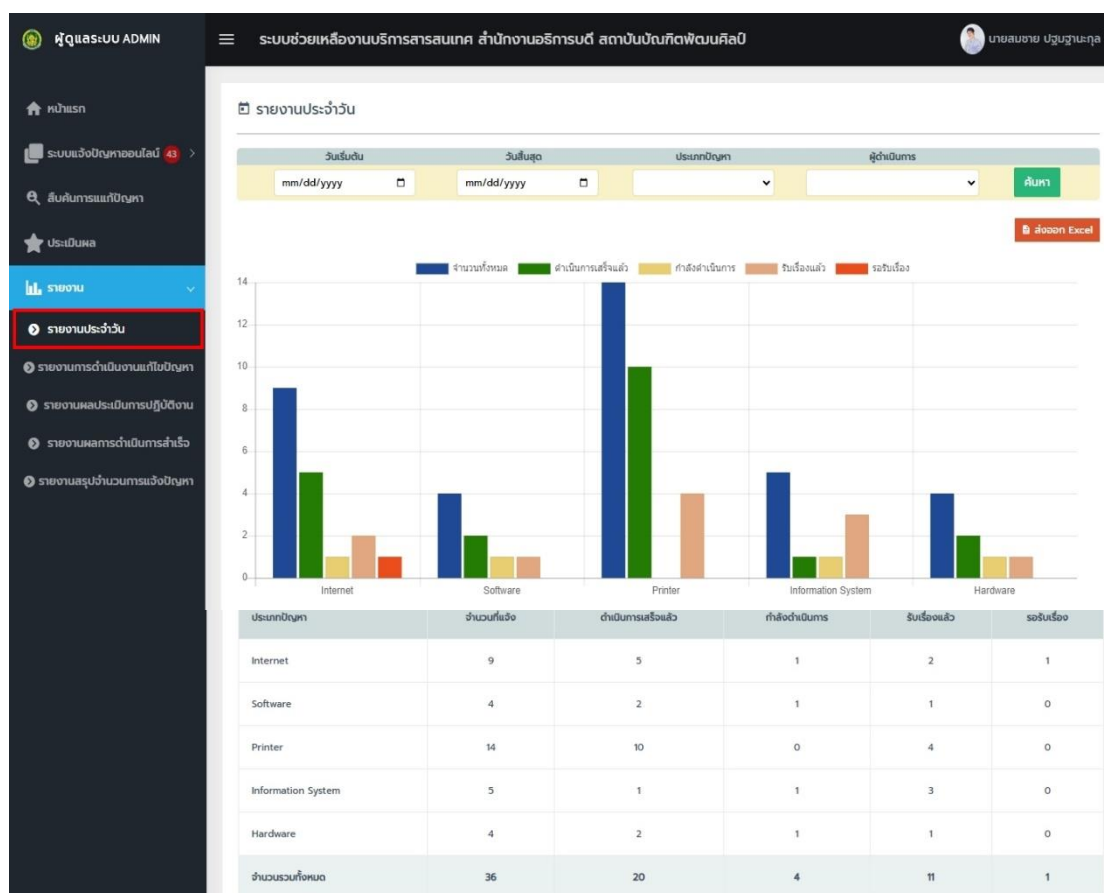 ผู้ดูแลระบบ ADMIN
ระบบช่วยเหลืองานบริการสารสนเทศ สำนักงานอธิการบดี สถาบันบัณฑิตพัฒนศิลป์
นายสมชาย ปฐมฐานะกุล
หน้าแรก
ระบบแจ้งปัญหาออนไลน์ 43
สืบค้นการแแก้ปัญหา
ประเมินผล
รายงาน
รายงานประจำวัน
รายงานการดำเนินงานแก้ไขปัญหา
รายงานผลประเมินการปฏิบัติงาน
รายงานผลการดำเนินการสำเร็จ
รายงานสรุปจำนวนการแจ้งปัญหา
รายงานประจำวัน
วันเริ่มต้น วันสิ้นสุด ประเภทปัญหา ผู้ดำเนินการ
mm/dd/yyyy mm/dd/yyyy ค้นหา
ส่งออก Excel
จำนวนทั้งหมด ดำเนินการเสร็จแล้ว กำลังดำเนินการ รับเรื่องแล้ว รอรับเรื่อง
14
12
10
8
6
4
2
0
Internet Software Printer Information System Hardware
ประเภทปัญหา จำนวนที่แจ้ง ดำเนินการเสร็จแล้ว กำลังดำเนินการ รับเรื่องแล้ว รอรับเรื่อง
Internet 9 5 1 2 1
Software 4 2 1 1 0
Printer 14 10 0 4 0
Information System 5 1 1 3 0
Hardware 4 2 1 1 0
จำนวนรวมทั้งหมด 36 20 4 11 1